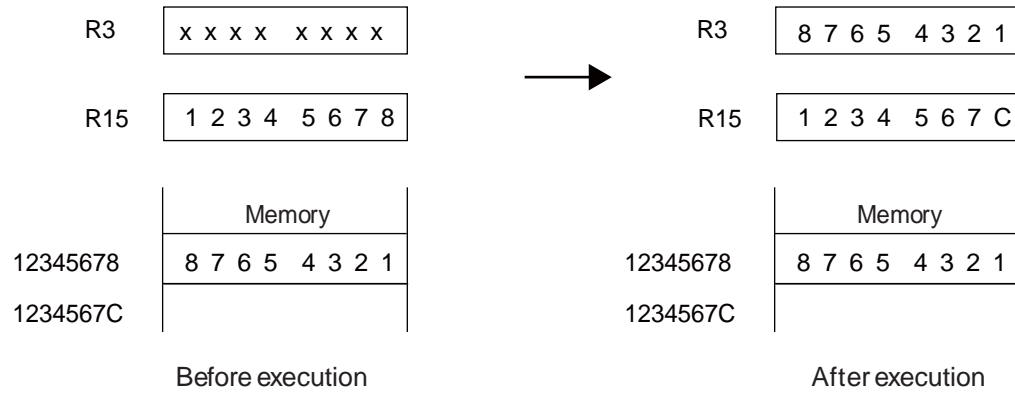 R3 x x x x x x x x R3 8 7 6 5 4 3 2 1
R15 1 2 3 4 5 6 7 8 R15 1 2 3 4 5 6 7 C
Memory Memory
12345678 8 7 6 5 4 3 2 1 12345678 8 7 6 5 4 3 2 1
1234567C 1234567C
Before execution After execution